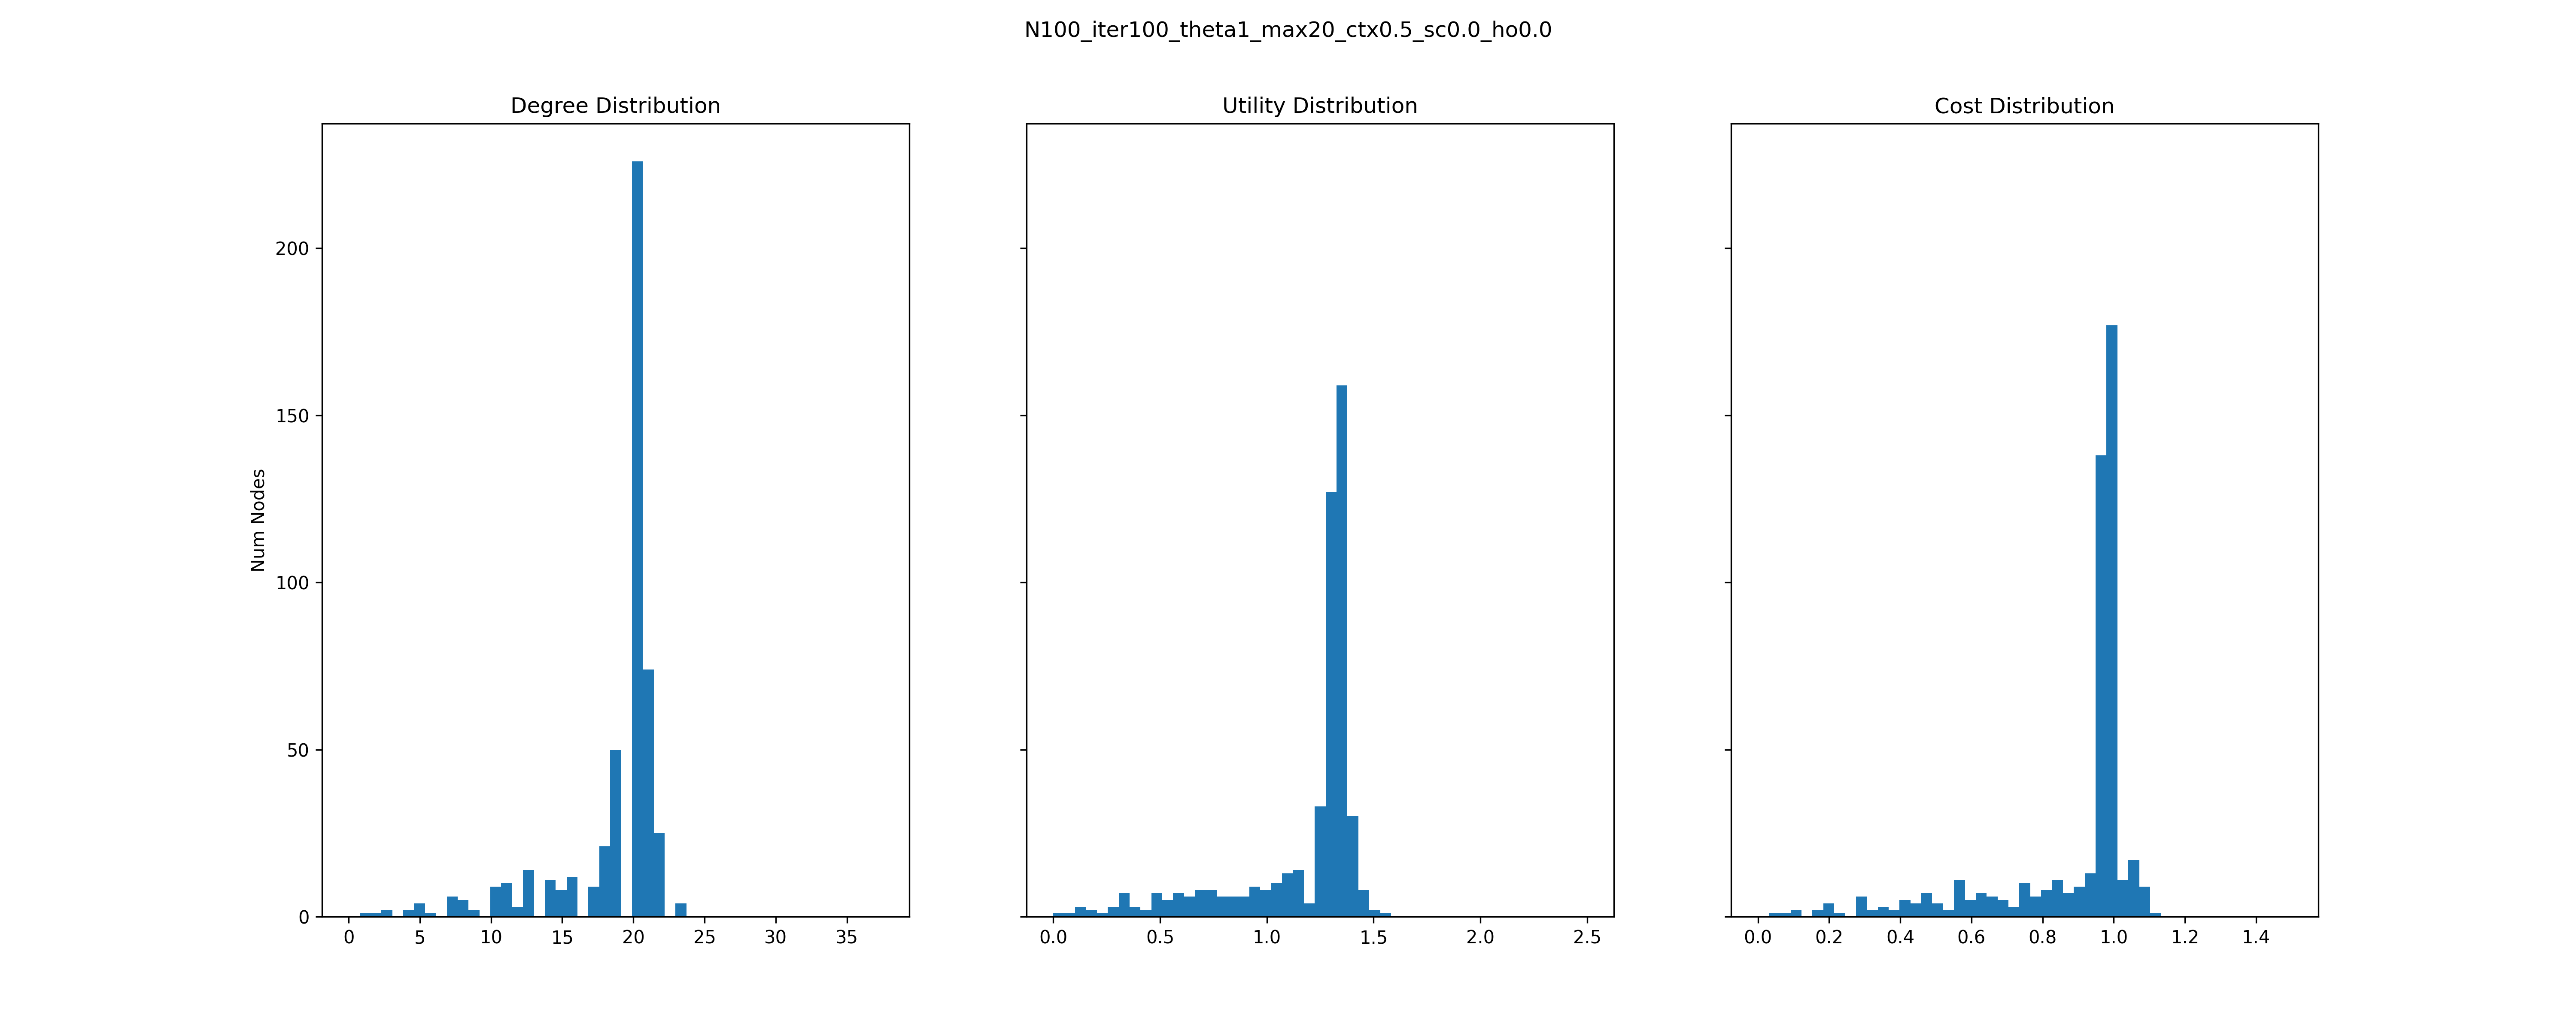 N100_iter100_theta1_max20_ctx0.5_sc0.0_ho0.0
Degree Distribution
Utility Distribution
Cost Distribution
Num Nodes
200
150
100
50
0
0 5 10 15 20 25 30 35
0.0 0.5 1.0 1.5 2.0 2.5
0.0 0.2 0.4 0.6 0.8 1.0 1.2 1.4